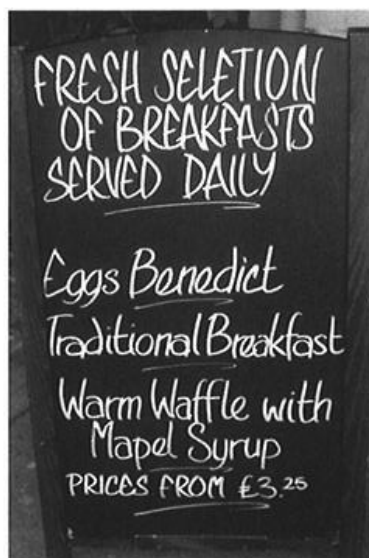 FRESH SELETION
OF BREAKFASTS
SERVED DAILY
Eggs Benedict
Traditional Breakfast
Warm Waffle with
Mapel Syrup
PRICES FROM £3.25